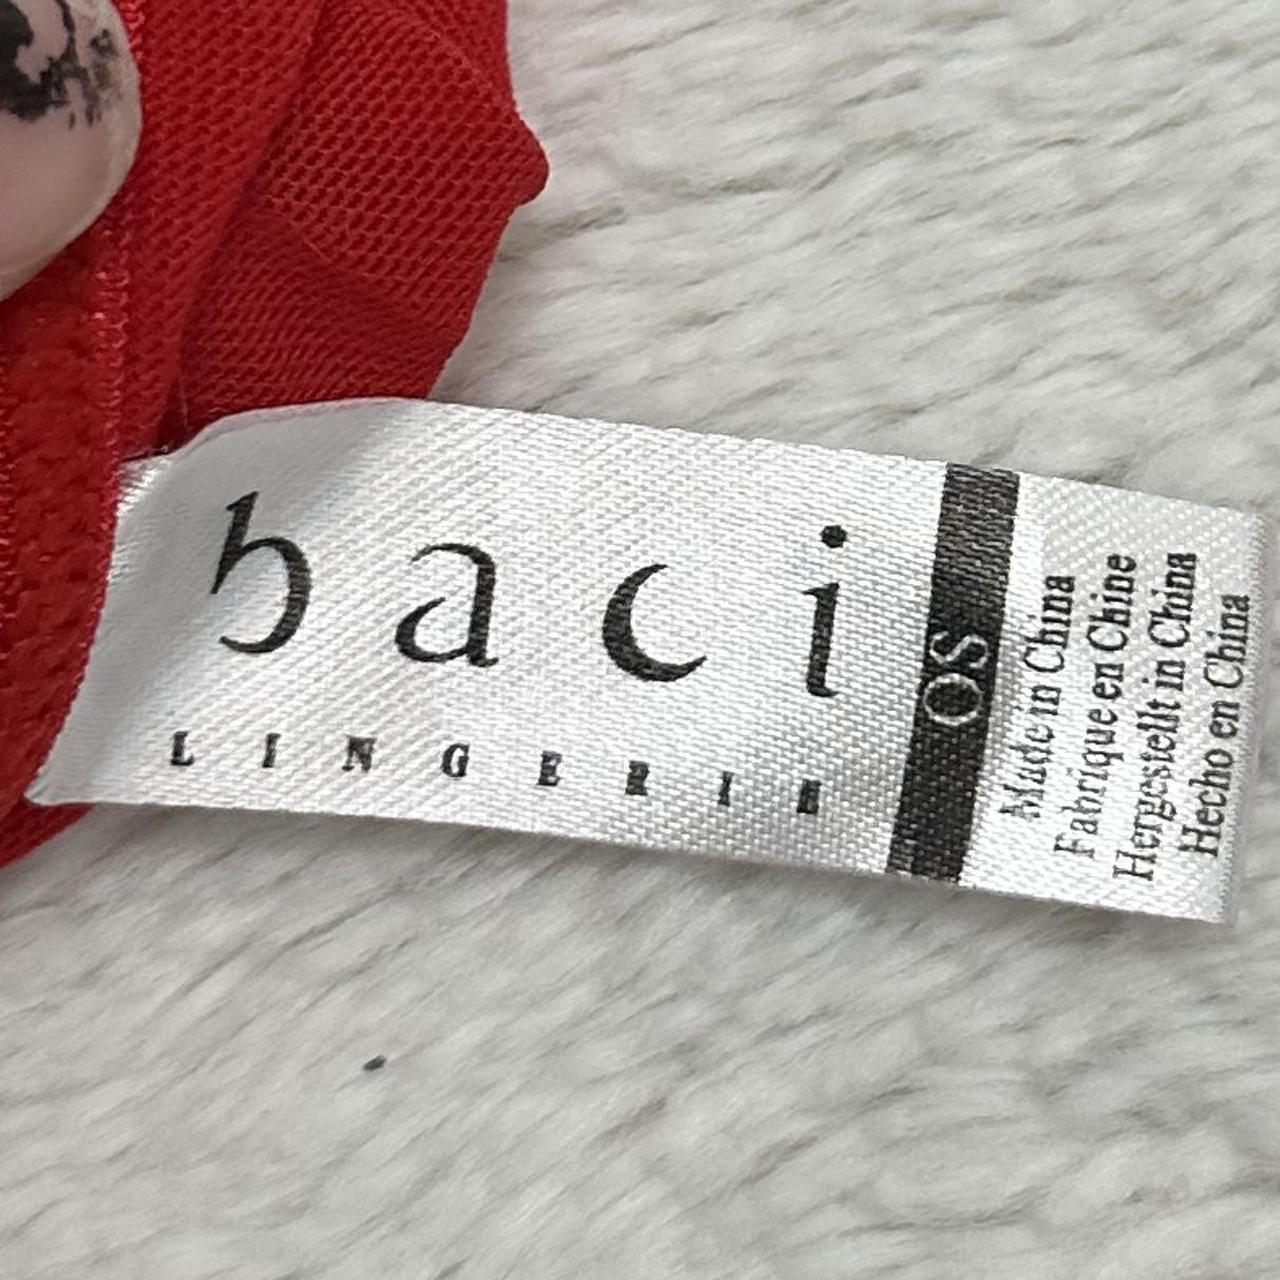 baci
LINGERIE
OS
Made in China
Fabrique en Chine
Hergestellt in China
Hecho en China